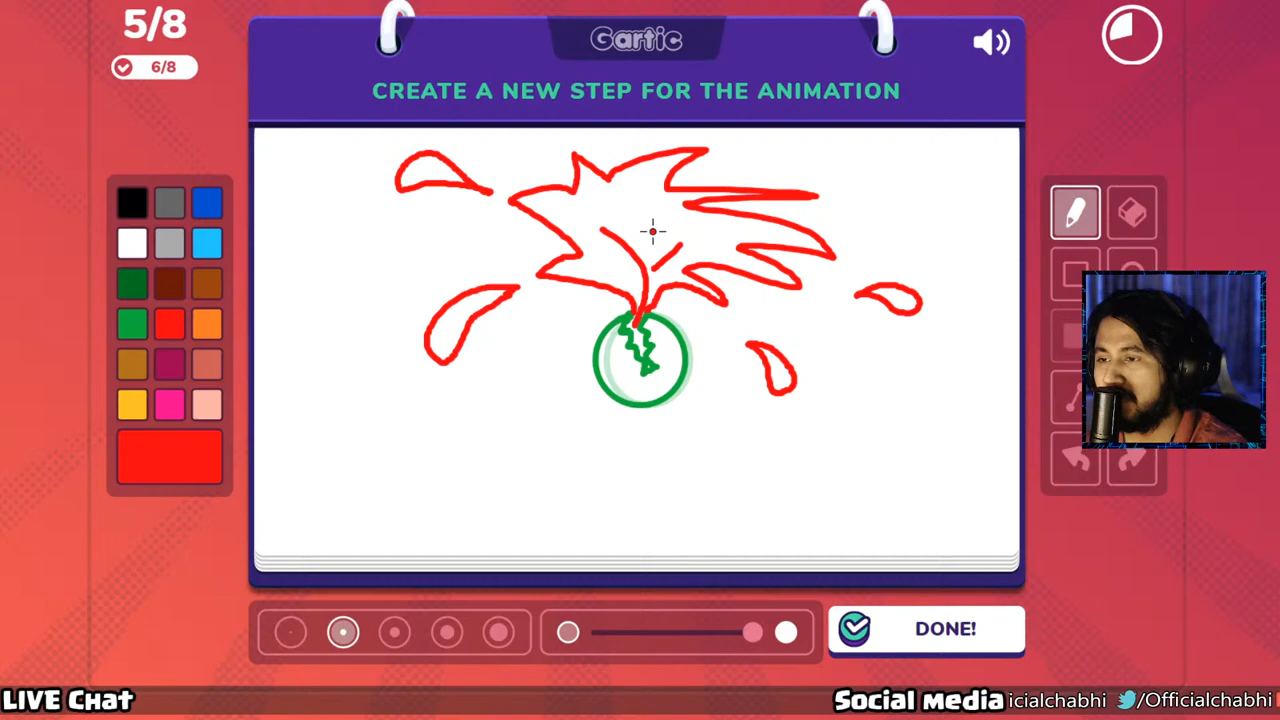 5/8
6/8
Gartic
CREATE A NEW STEP FOR THE ANIMATION
DONE!
LIVE Chat
Social Media icialchabhi /Officialchabhi